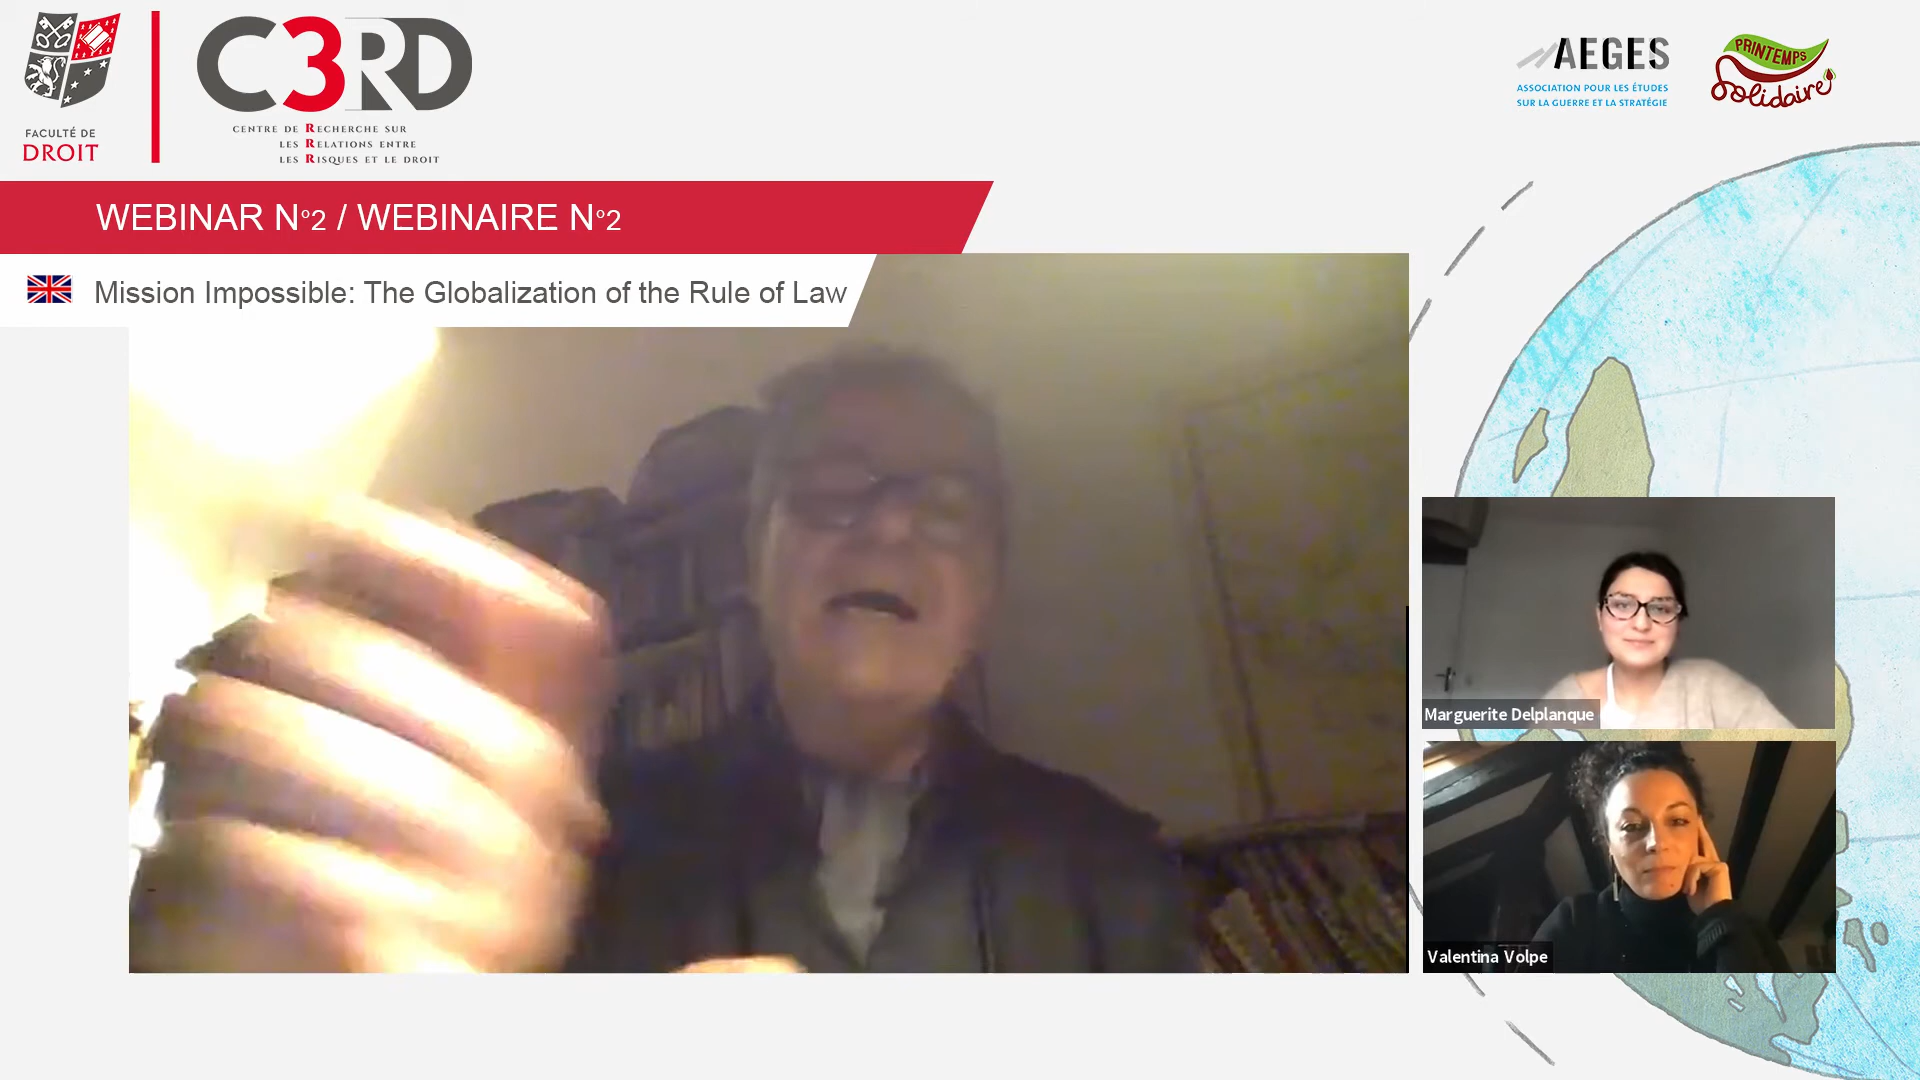 C3RD
FACULTÉ DE
DROIT
CENTRE DE RECHERCHE SUR
LES RELATIONS ENTRE
LES RISQUES ET LE DROIT
AEGES
ASSOCIATION POUR LES ÉTUDES
SUR LA GUERRE ET LA STRATÉGIE
PRINTEMPS
Solidaire
WEBINAR N°2 / WEBINAIRE N°2
Mission Impossible: The Globalization of the Rule of Law
Marguerite Delplanque
Valentina Volpe